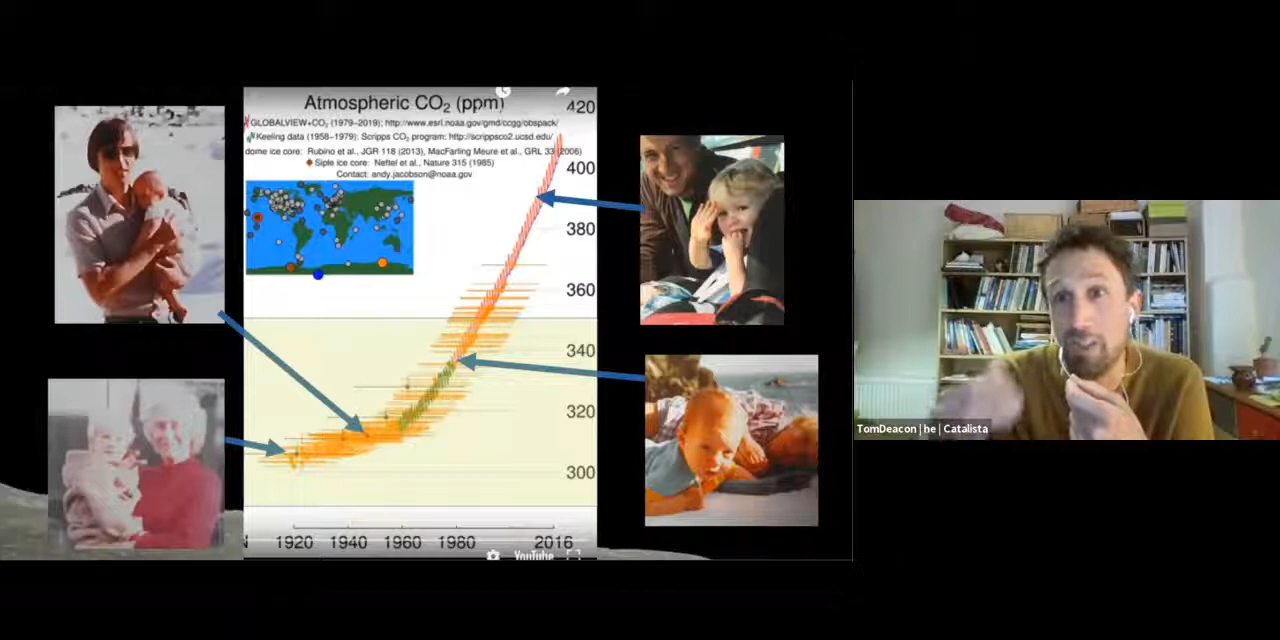 Atmospheric CO₂ (ppm)
GLOBALVIEW+CO₂ (1979−2019); http://www.esrl.noaa.gov/gmd/ccgg/obspack/
Keeling data (1958−1979): Scripps CO₂ program: http://scrippsco2.ucsd.edu/
dome ice core: Rubino et al., JGR 118 (2013), MacFarling Meure et al., GRL 33 (2006)
Siple ice core: Neftel et al., Nature 315 (1985)
Contact: andy.jacobson@noaa.gov
420
400
380
360
340
320
300
1920 1940 1960 1980 2016
YouTube
TomDeacon | he | Catalista